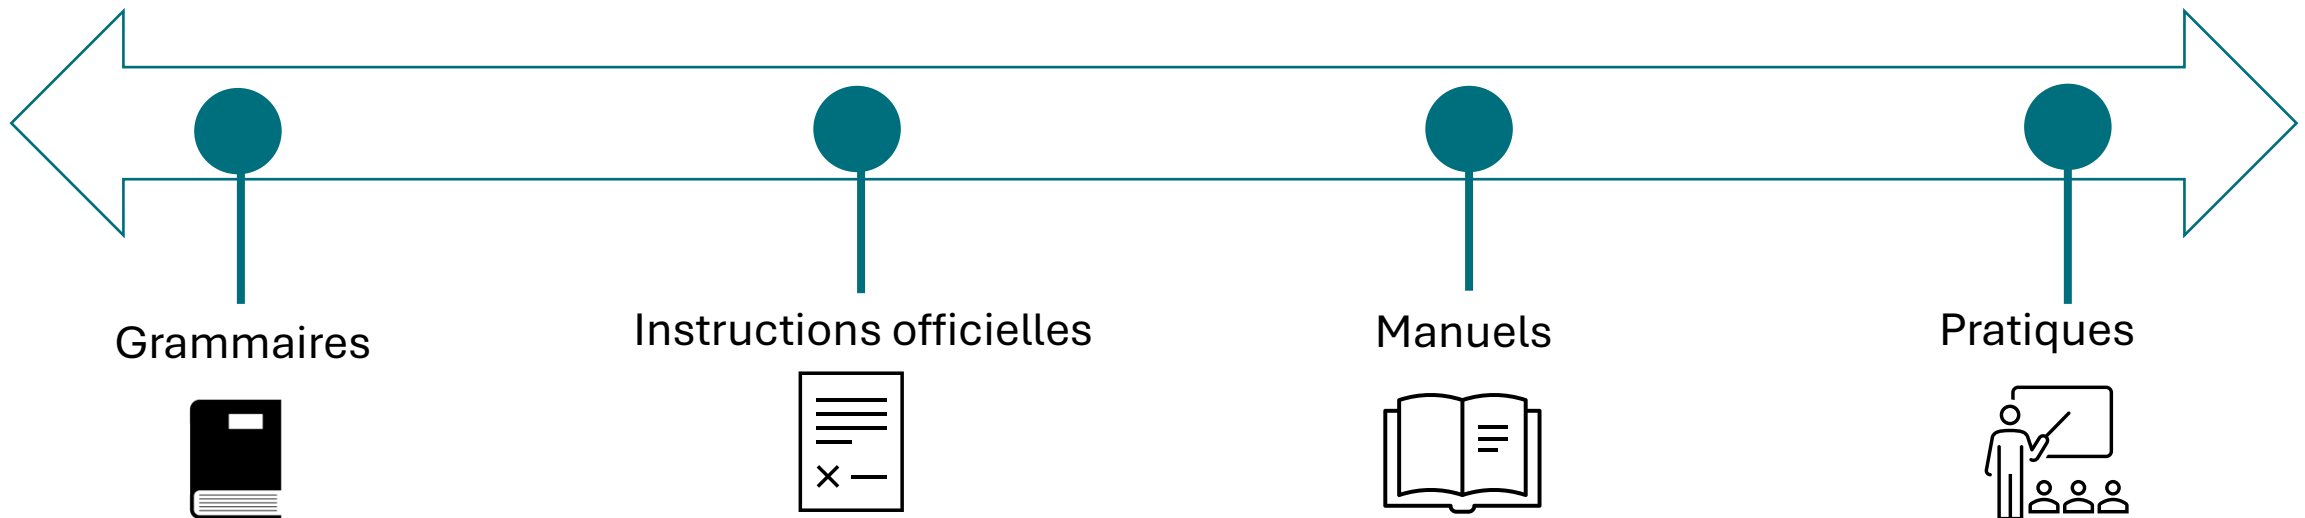 Grammaires
Instructions officielles
Manuels
Pratiques